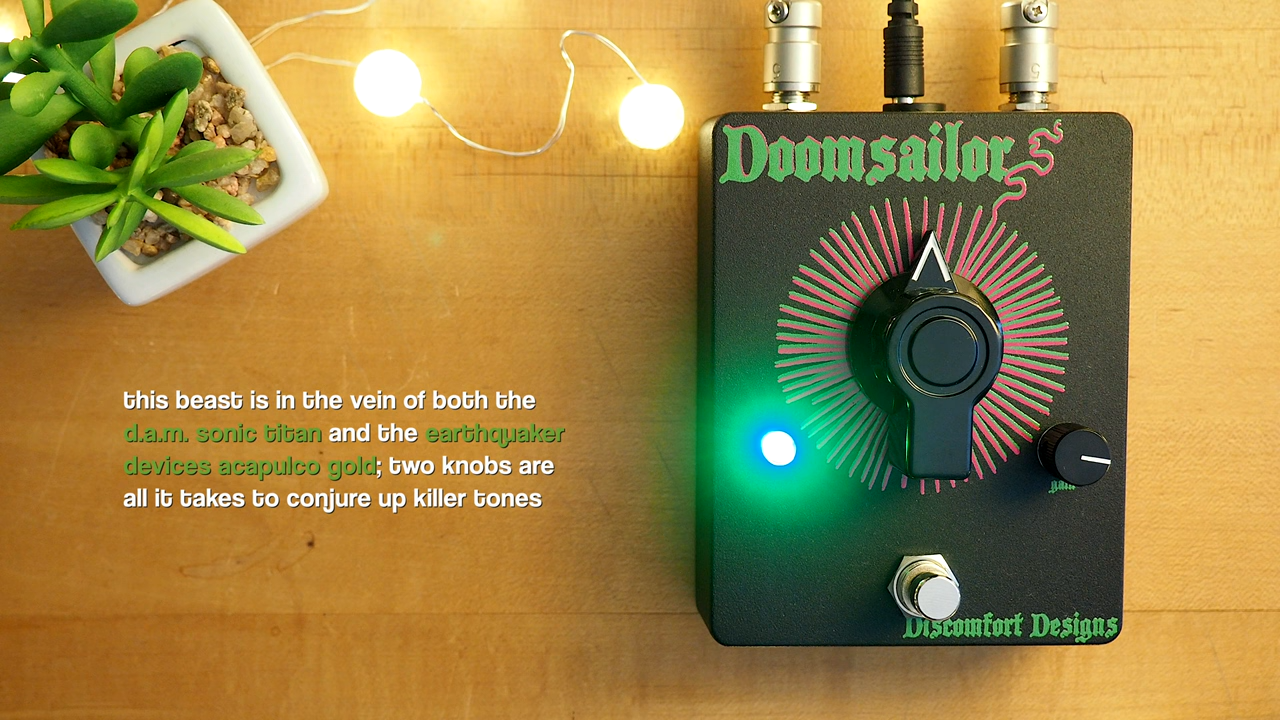 Doomsailor
this beast is in the vein of both the
d.a.m. sonic titan and the earthquaker
devices acapulco gold; two knobs are
all it takes to conjure up killer tones
gain
Discomfort Designs